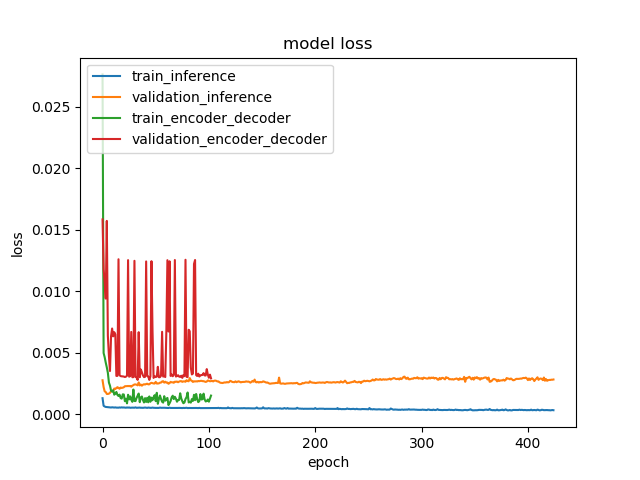 model loss
train_inference
validation_inference
train_encoder_decoder
validation_encoder_decoder
loss
0.025
0.020
0.015
0.010
0.005
0.000
0 100 200 300 400
epoch